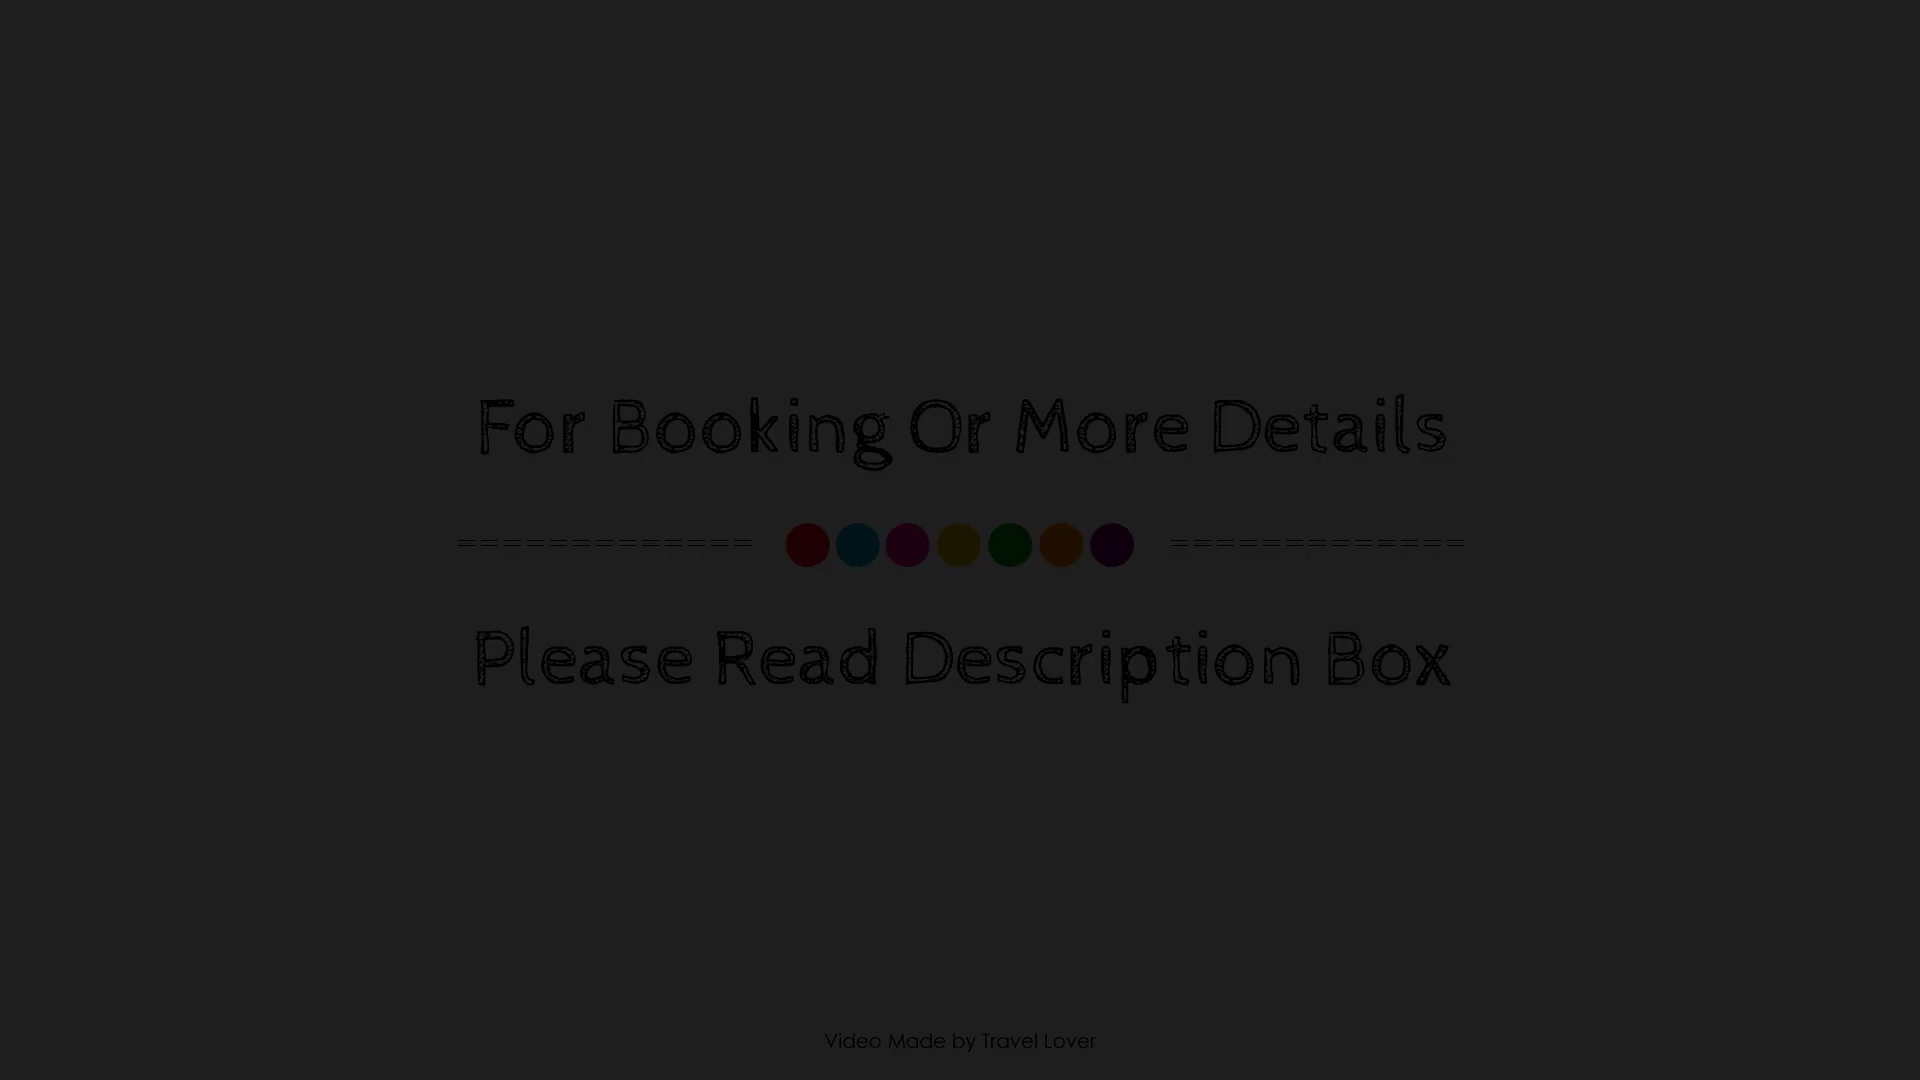 For Booking Or More Details
============= =============
Please Read Description Box
Video Made by Travel Lover